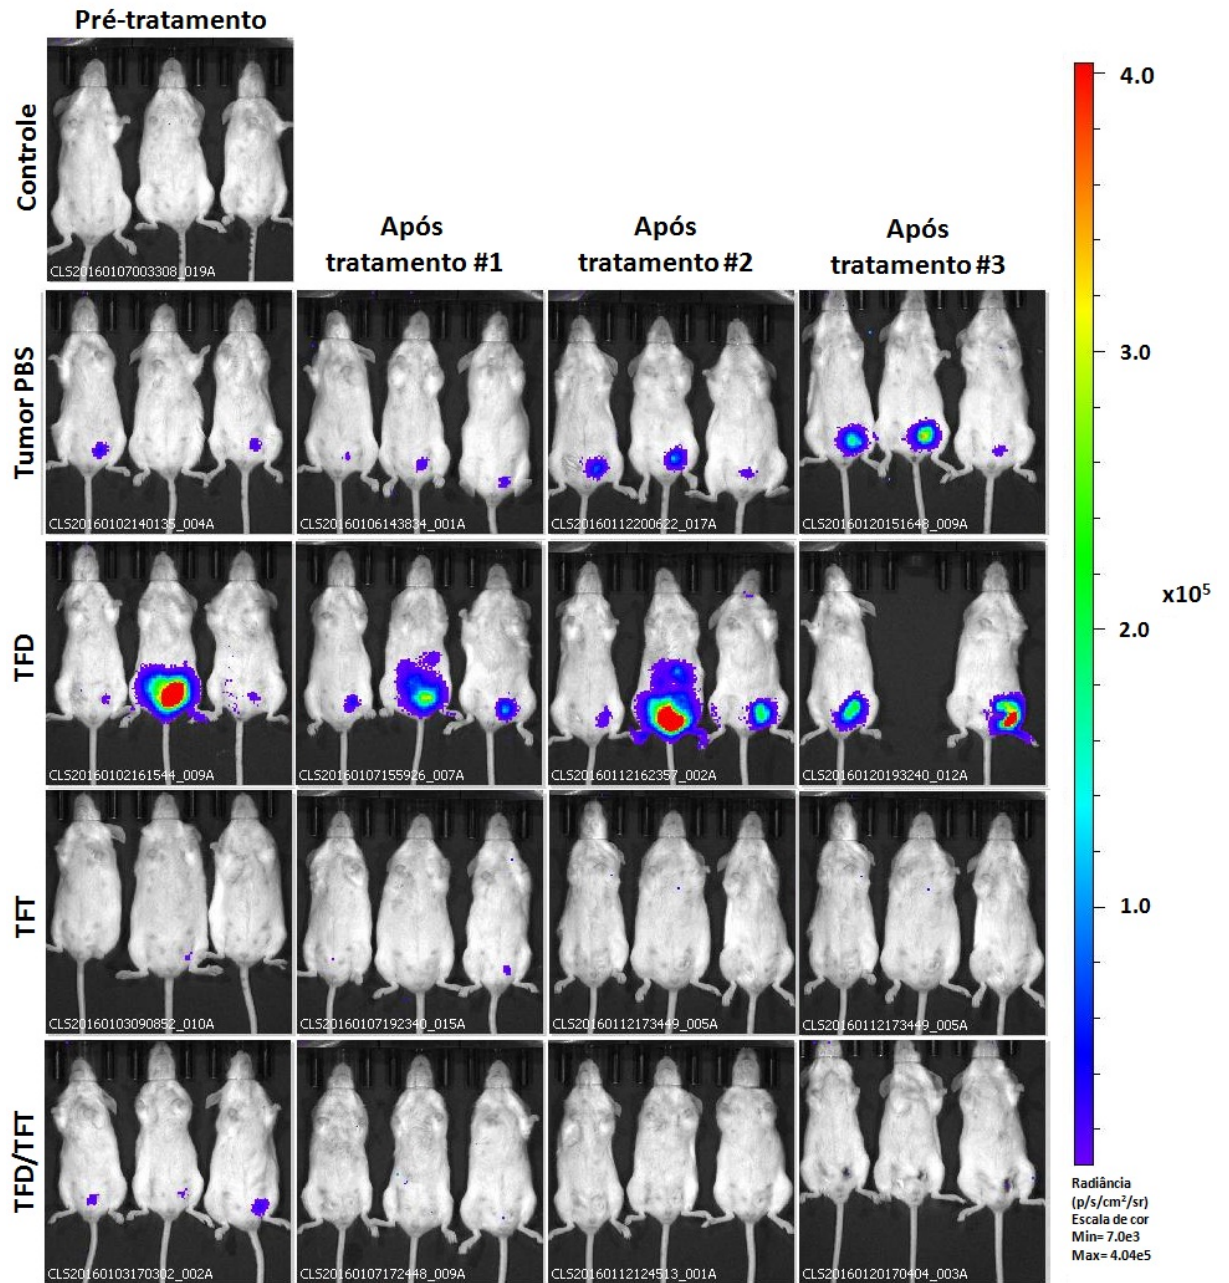 Pré-tratamento
Controle
CLS20160107003308_019A
Após
tratamento #1
Após
tratamento #2
Após
tratamento #3
Tumor PBS
CLS20160102140135_004A
CLS20160106143834_001A
CLS20160112200622_017A
CLS20160120151648_009A
TFD
CLS20160102161544_009A
CLS20160107155926_007A
CLS20160112162357_002A
CLS20160120193240_012A
TFT
CLS20160103090852_010A
CLS20160107192340_015A
CLS20160112173449_005A
CLS20160112173449_005A
TFD/TFT
CLS20160103170302_002A
CLS20160107172448_009A
CLS20160112124513_001A
CLS20160120170404_003A
4.0
3.0
2.0
x10⁵
1.0
Radiância
(p/s/cm²/sr)
Escala de cor
Min= 7.0e3
Max= 4.04e5